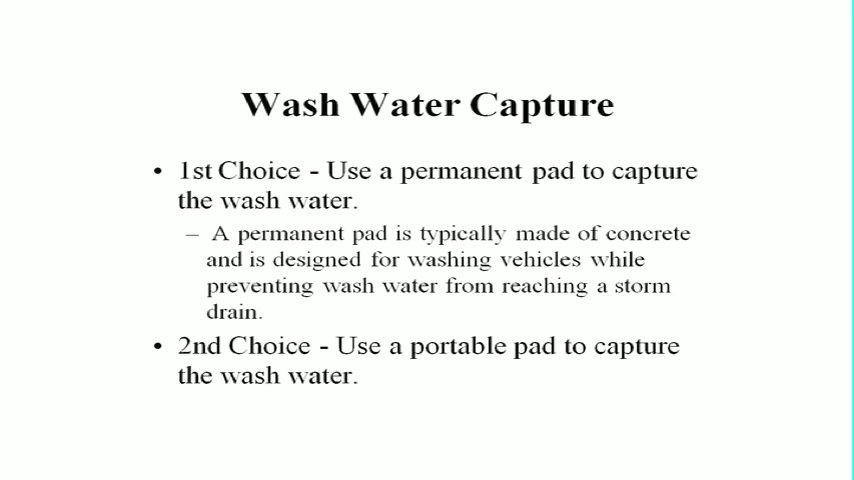 Wash Water Capture
• 1st Choice - Use a permanent pad to capture
the wash water.
– A permanent pad is typically made of concrete
and is designed for washing vehicles while
preventing wash water from reaching a storm
drain.
• 2nd Choice - Use a portable pad to capture
the wash water.